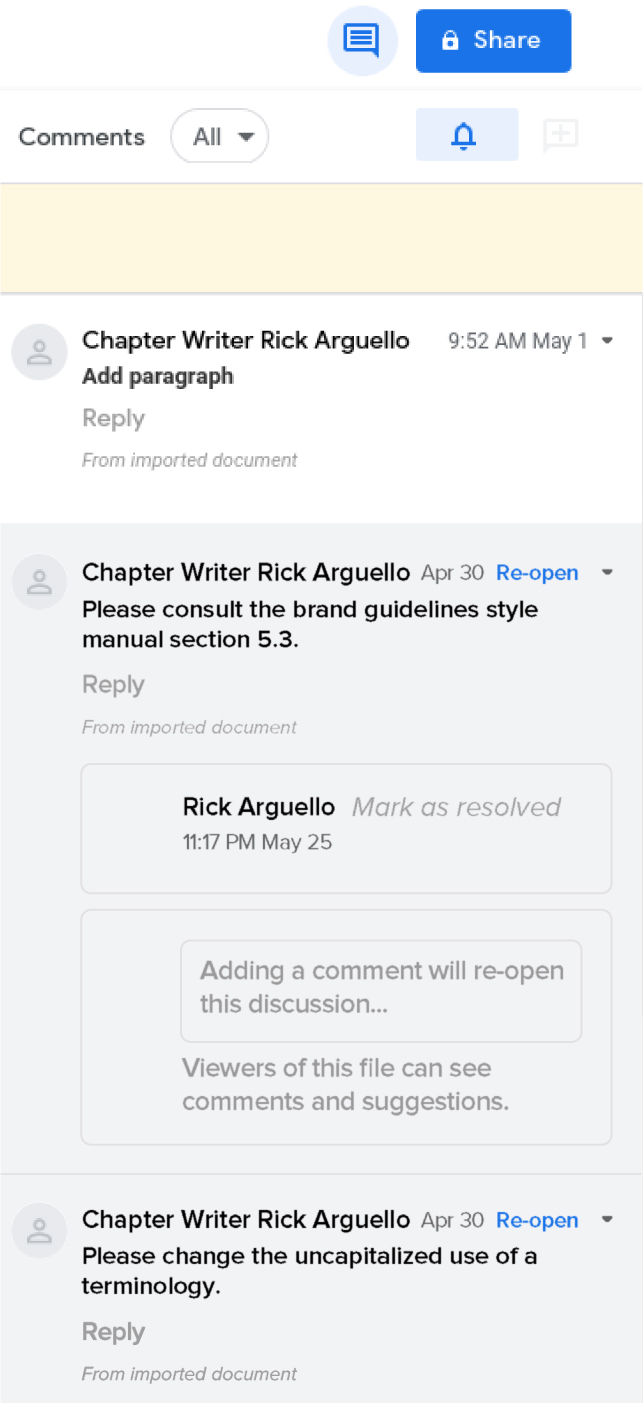 Share
Comments All
Chapter Writer Rick Arguello 9:52 AM May 1
Add paragraph
Reply
From imported document
Chapter Writer Rick Arguello Apr 30 Re-open
Please consult the brand guidelines style
manual section 5.3.
Reply
From imported document
Rick Arguello Mark as resolved
11:17 PM May 25
Adding a comment will re-open
this discussion...
Viewers of this file can see
comments and suggestions.
Chapter Writer Rick Arguello Apr 30 Re-open
Please change the uncapitalized use of a
terminology.
Reply
From imported document